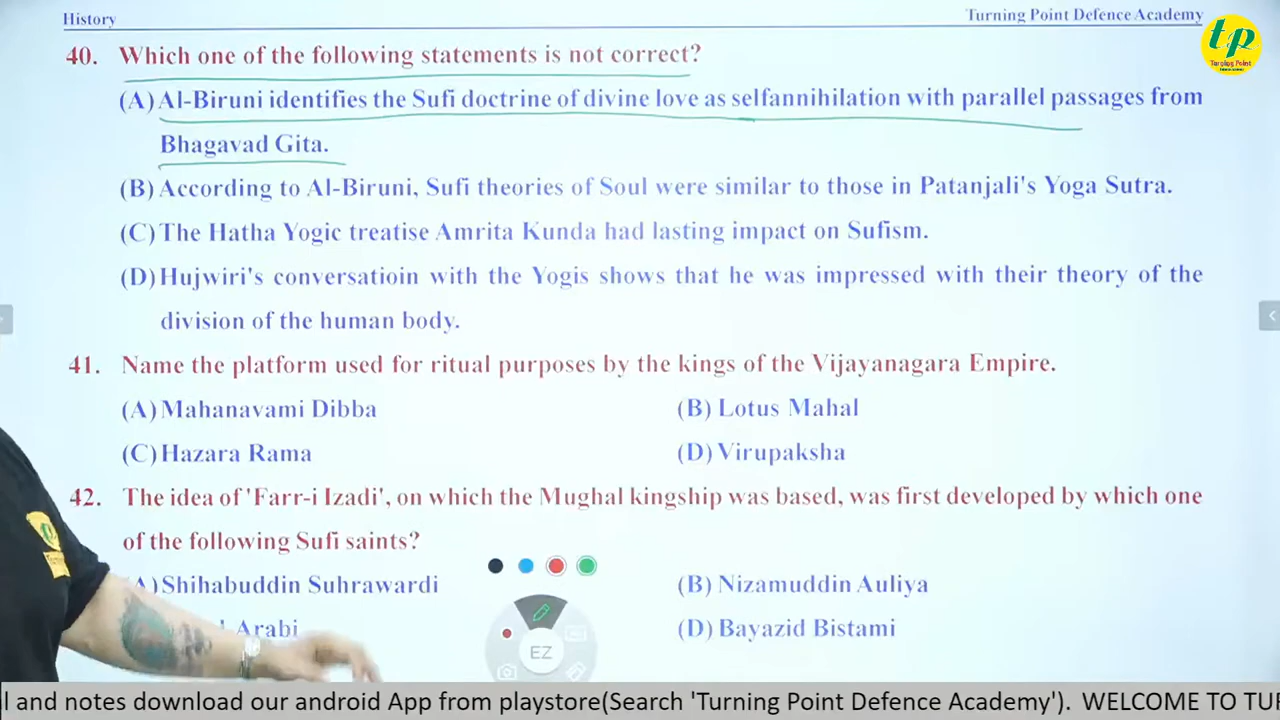 History
Turning Point Defence Academy
tp
Turning Point
40. Which one of the following statements is not correct?
(A) Al-Biruni identifies the Sufi doctrine of divine love as selfannihilation with parallel passages from
Bhagavad Gita.
(B) According to Al-Biruni, Sufi theories of Soul were similar to those in Patanjali's Yoga Sutra.
(C) The Hatha Yogic treatise Amrita Kunda had lasting impact on Sufism.
(D) Hujwiri's conversatioin with the Yogis shows that he was impressed with their theory of the
division of the human body.
41. Name the platform used for ritual purposes by the kings of the Vijayanagara Empire.
(A) Mahanavami Dibba
(B) Lotus Mahal
(C) Hazara Rama
(D) Virupaksha
42. The idea of 'Farr-i Izadi', on which the Mughal kingship was based, was first developed by which one
of the following Sufi saints?
A) Shihabuddin Suhrawardi
(B) Nizamuddin Auliya
Arabi
(D) Bayazid Bistami
EZ
tp
l and notes download our android App from playstore(Search 'Turning Point Defence Academy'). WELCOME TO TU